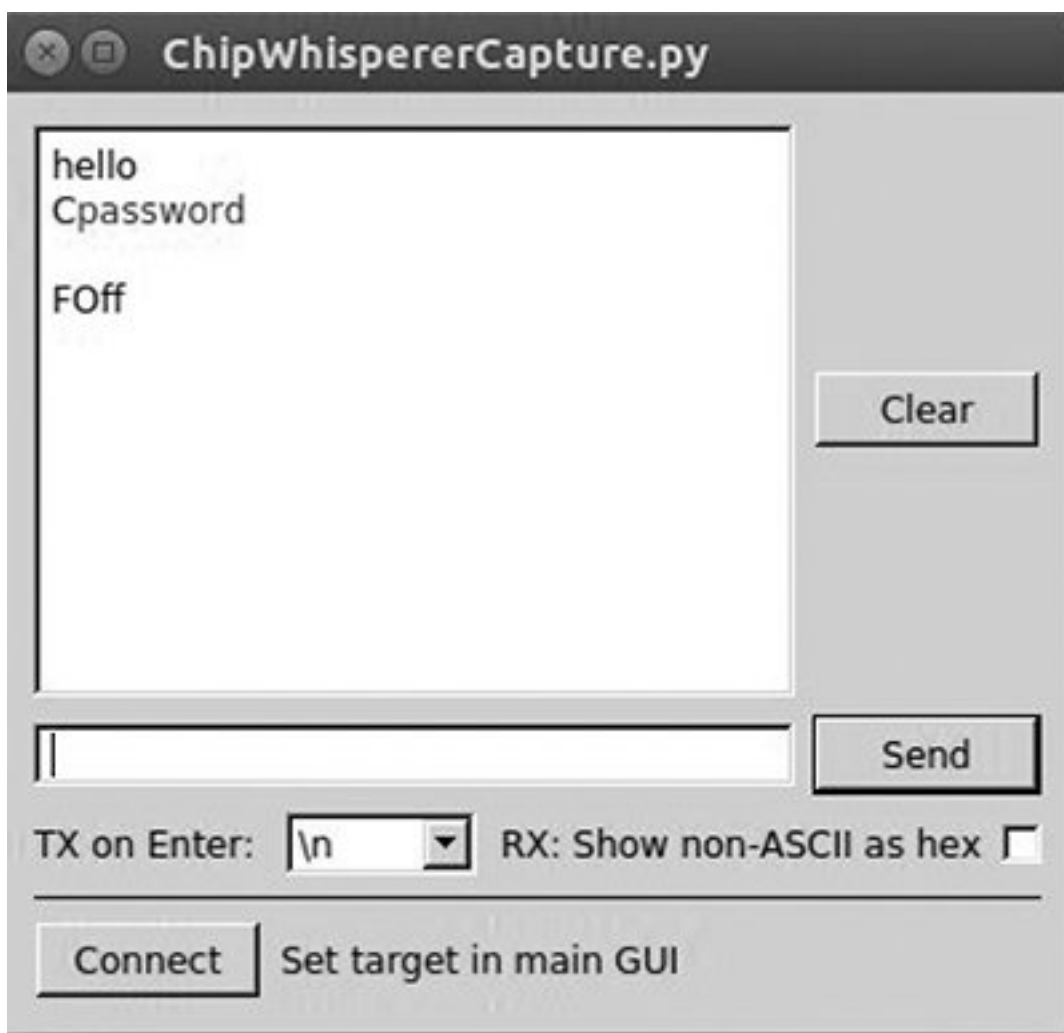 ChipWhispererCapture.py
hello
Cpassword
FOff
Clear
Send
TX on Enter: \n RX: Show non-ASCII as hex
Connect Set target in main GUI